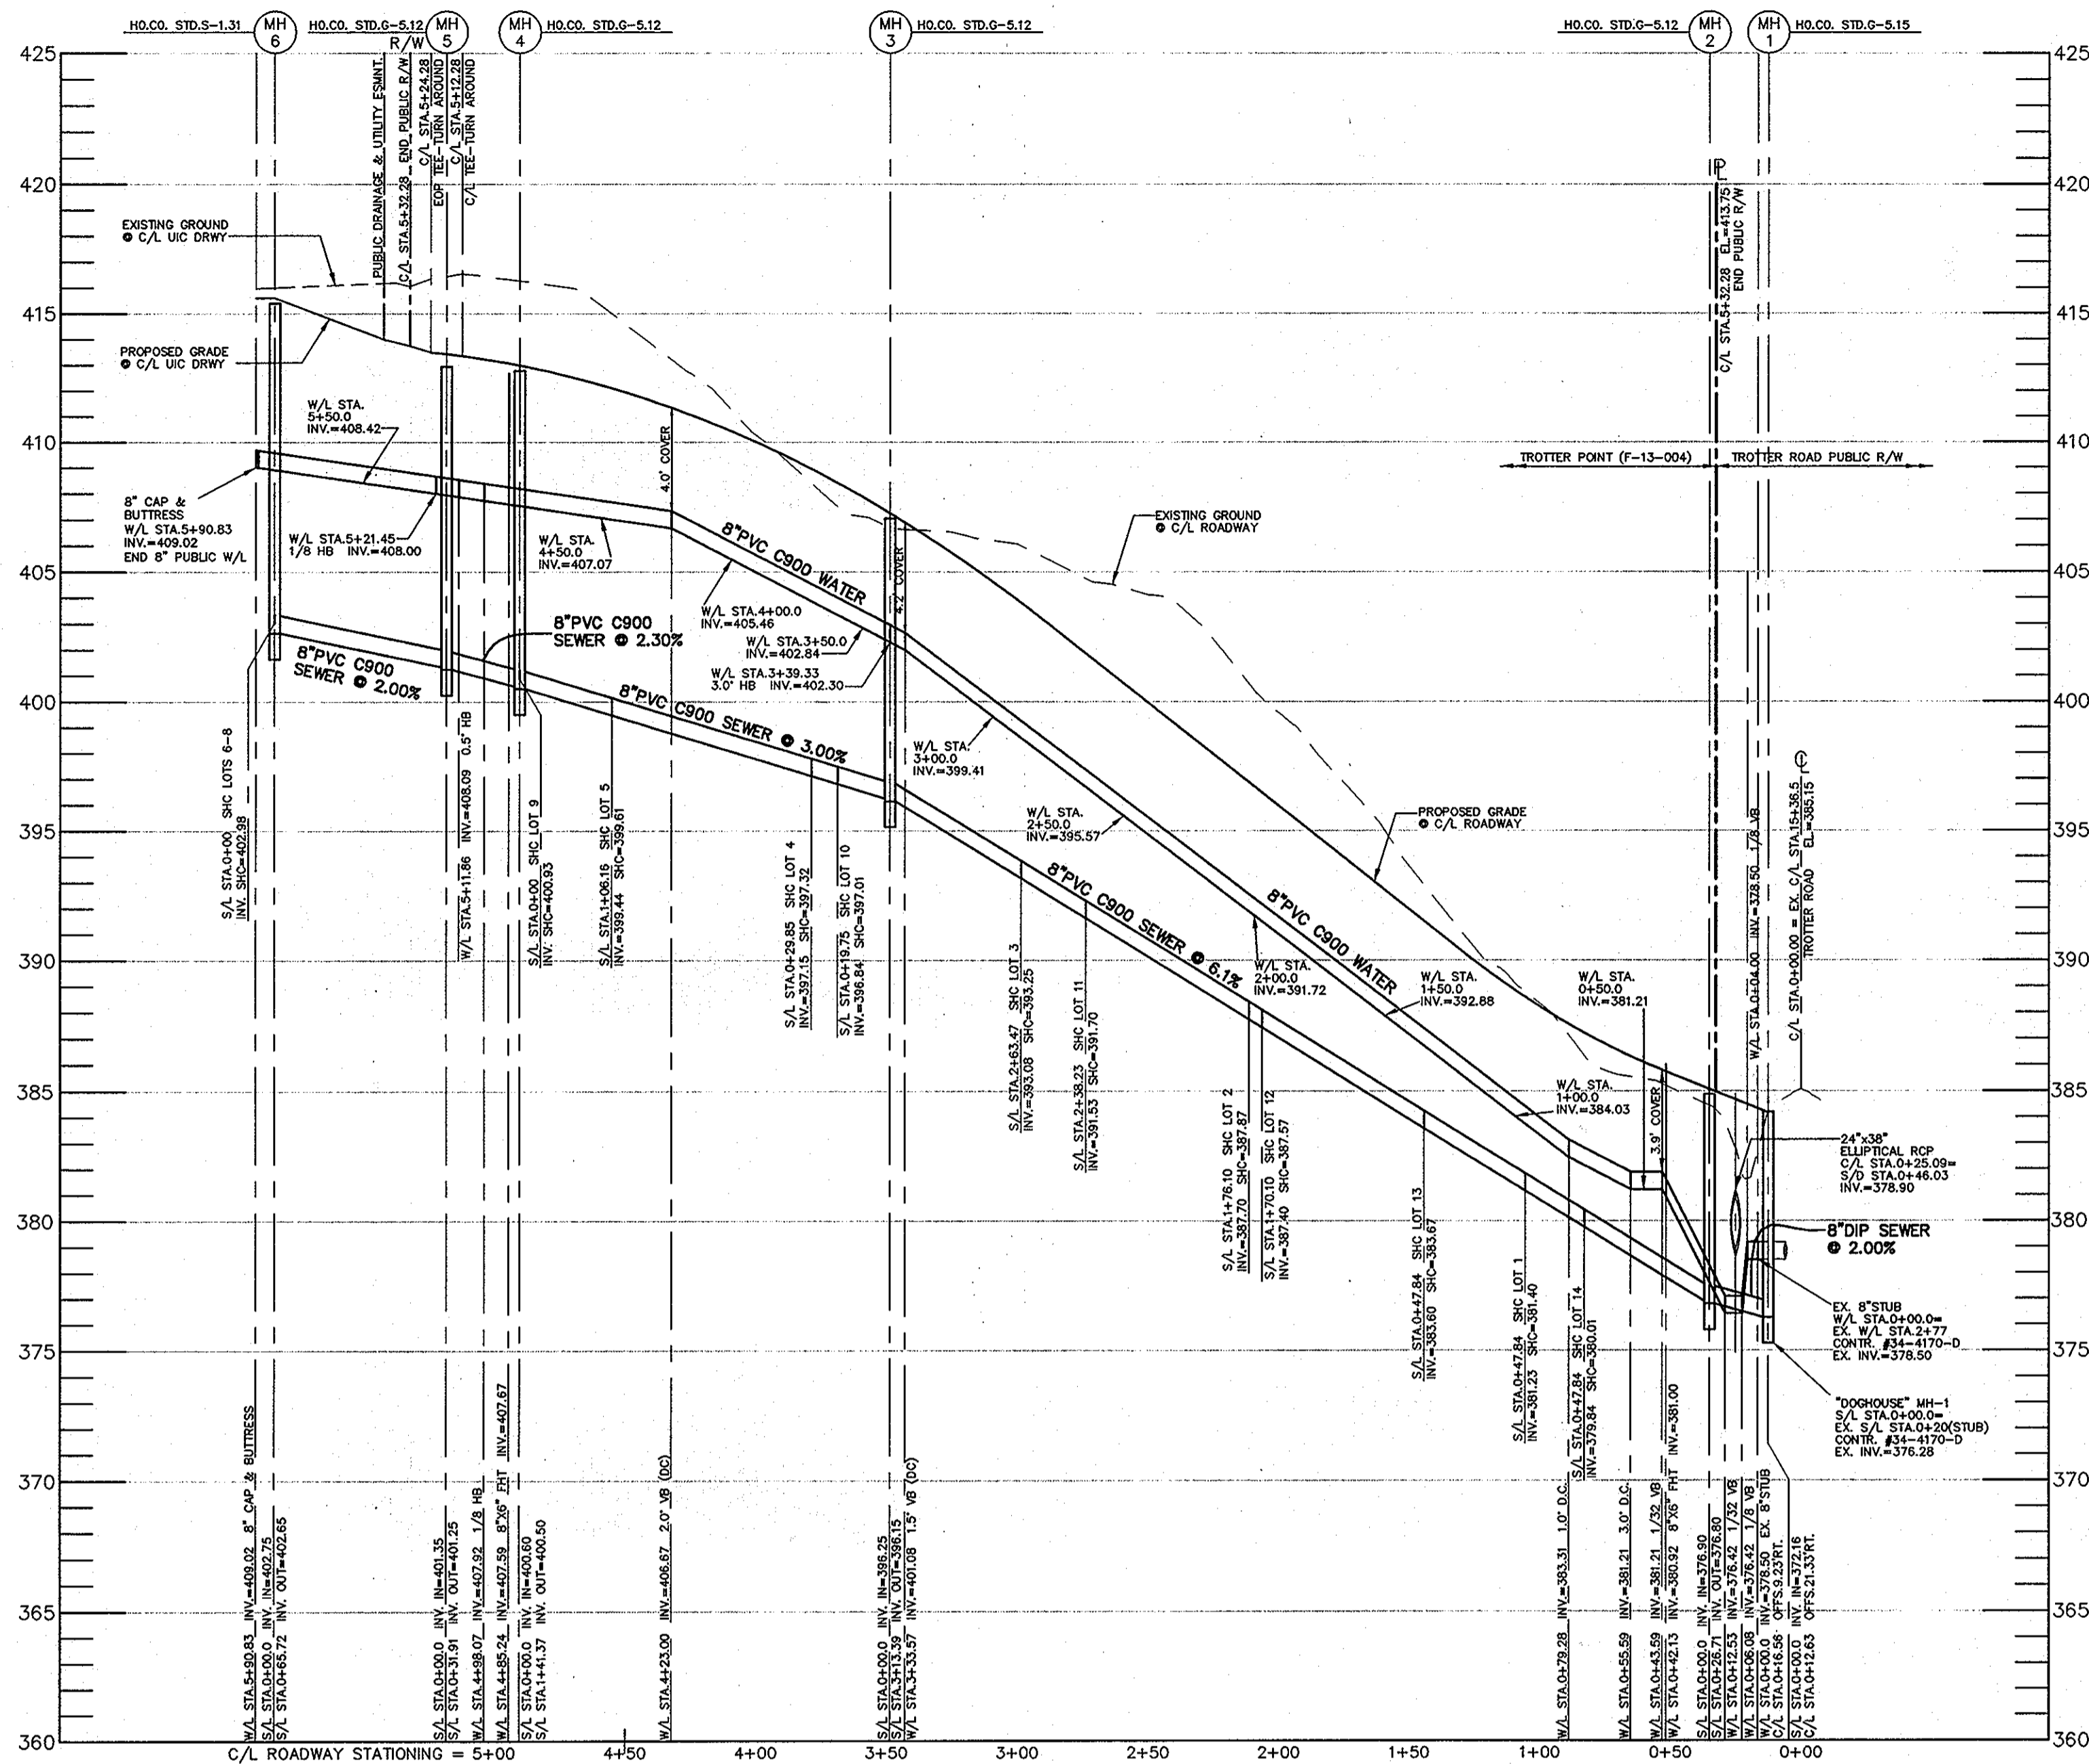 HO.CO. STD.S-1.31
MH
6
HO.CO. STD.G-5.12
MH
5
MH
4
HO.CO. STD.G-5.12
MH
3
HO.CO. STD.G-5.12
HO.CO. STD.G-5.12
MH
2
MH
1
HO.CO. STD.G-5.15
425
420
415
410
405
400
395
390
385
380
375
370
365
360
425
420
415
410
405
400
395
390
385
380
375
370
365
360
R/W
PUBLIC DRAINAGE & UTILITY ESMNT.
C/L STA.5+32.28 END PUBLIC R/W
C/L STA.5+24.28
EOP TEE-TURN AROUND
C/L STA.5+12.28
C/L TEE-TURN AROUND
EXISTING GROUND
@ C/L UIC DRWY
PROPOSED GRADE
@ C/L UIC DRWY
W/L STA.
5+50.0
INV.=408.42
8" CAP &
BUTTRESS
W/L STA.5+90.83
INV.=409.02
END 8" PUBLIC W/L
W/L STA.5+21.45
1/8 HB INV.=408.00
W/L STA.
4+50.0
INV.=407.07
4.0' COVER
8"PVC C900 WATER
W/L STA.4+00.0
INV.=405.46
W/L STA.3+50.0
INV.=402.84
W/L STA.3+39.33
3.0° HB INV.=402.30
4.2' COVER
8"PVC C900
SEWER @ 2.30%
8"PVC C900
SEWER @ 2.00%
8"PVC C900 SEWER @ 3.00%
EXISTING GROUND
@ C/L ROADWAY
W/L STA.
3+00.0
INV.=399.41
W/L STA.
2+50.0
INV.=395.57
8"PVC C900 SEWER @ 6.1%
8"PVC C900 WATER
PROPOSED GRADE
@ C/L ROADWAY
W/L STA.
2+00.0
INV.=391.72
W/L STA.
1+50.0
INV.=392.88
W/L STA.
0+50.0
INV.=381.21
W/L STA.
1+00.0
INV.=384.03
3.9' COVER
TROTTER POINT (F-13-004)
TROTTER ROAD PUBLIC R/W
C/L STA.5+32.28 EL.=413.75
END PUBLIC R/W
W/L STA.0+04.00 INV.=378.50 1/8 VB
C/L STA.0+00.00 = EX. C/L STA.15+36.5
TROTTER ROAD EL.=385.15
24"x38"
ELLIPTICAL RCP
C/L STA.0+25.09=
S/D STA.0+46.03
INV.=378.90
8"DIP SEWER
@ 2.00%
EX. 8"STUB
W/L STA.0+00.0=
EX. W/L STA.2+77
CONTR. #34-4170-D
EX. INV.=378.50
"DOGHOUSE" MH-1
S/L STA.0+00.0=
EX. S/L STA.0+20(STUB)
CONTR. #34-4170-D
EX. INV.=376.28
S/L STA.0+00 SHC LOTS 6-8
INV. SHC=402.98
W/L STA.5+11.86 INV.=408.09 0.5° HB
S/L STA.0+00 SHC LOT 9
INV. SHC=400.93
S/L STA.1+06.16 SHC LOT 5
INV.=399.44 SHC=399.61
S/L STA.0+29.85 SHC LOT 4
INV.=397.15 SHC=397.32
S/L STA.0+19.75 SHC LOT 10
INV.=396.84 SHC=397.01
S/L STA.2+63.47 SHC LOT 3
INV.=393.08 SHC=393.25
S/L STA.2+38.23 SHC LOT 11
INV.=391.53 SHC=391.70
S/L STA.1+76.10 SHC LOT 2
INV.=387.70 SHC=387.87
S/L STA.1+70.10 SHC LOT 12
INV.=387.40 SHC=387.57
S/L STA.0+47.84 SHC LOT 13
INV.=383.60 SHC=383.67
S/L STA.0+47.84 SHC LOT 1
INV.=381.23 SHC=381.40
S/L STA.0+47.84 SHC LOT 14
INV.=379.84 SHC=380.01
W/L STA.5+90.83 INV.=409.02 8" CAP & BUTTRESS
S/L STA.0+00.0 INV. IN=402.75
S/L STA.0+65.72 INV. OUT=402.65
S/L STA.0+00.0 INV. IN=401.35
S/L STA.0+31.91 INV. OUT=401.25
W/L STA.4+98.07 INV.=407.92 1/8 HB
W/L STA.4+85.24 INV.=407.59 8"X6" FHT INV.=407.67
S/L STA.0+00.0 INV. IN=400.60
S/L STA.1+41.37 INV. OUT=400.50
W/L STA.4+23.00 INV.=406.67 2.0° VB (DC)
S/L STA.0+00.0 INV. IN=396.25
S/L STA.3+13.39 INV. OUT=396.15
W/L STA.3+33.57 INV.=401.08 1.5° VB (DC)
W/L STA.0+79.28 INV.=383.31 1.0° D.C.
W/L STA.0+55.59 INV.=381.21 3.0° D.C.
W/L STA.0+43.59 INV.=381.21 1/32 VB
W/L STA.0+42.13 INV.=380.92 8"X6" FHT INV.=381.00
S/L STA.0+00.0 INV. IN=376.90
S/L STA.0+26.71 INV. OUT=376.80
W/L STA.0+12.53 INV.=376.42 1/32 VB
W/L STA.0+06.08 INV.=376.42 1/8 VB
W/L STA.0+00.0 INV.=378.50 EX. 8"STUB
C/L STA.0+16.56 OFFS.9.23'RT.
S/L STA.0+00.0 INV. IN=372.16
C/L STA.0+12.63 OFFS.21.33'RT.
C/L ROADWAY STATIONING = 5+00
4+50
4+00
3+50
3+00
2+50
2+00
1+50
1+00
0+50
0+00